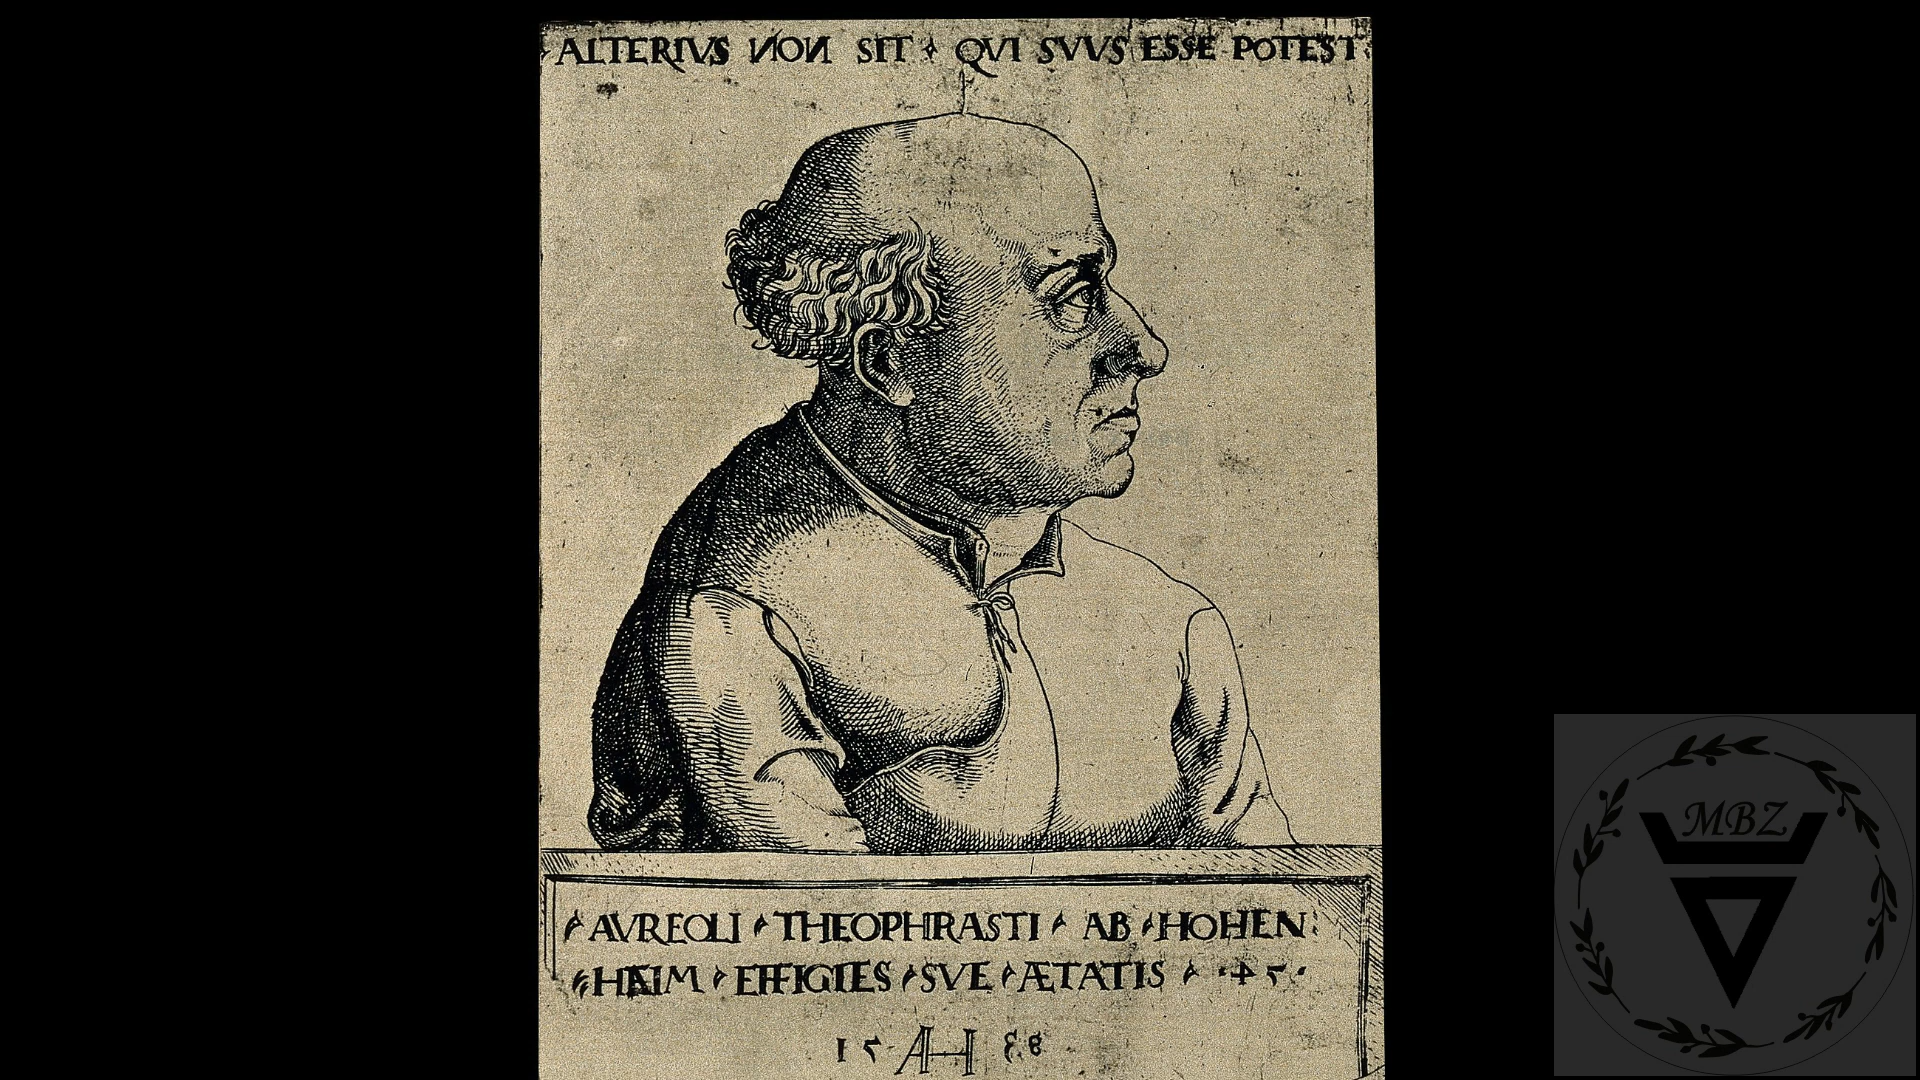 ALTERIVS NON SIT QVI SVVS ESSE POTEST
AVREOLI THEOPHRASTI AB HOHEN
HAIM EFFIGIES SVE ÆTATIS 45
15 AH 38
MBZ